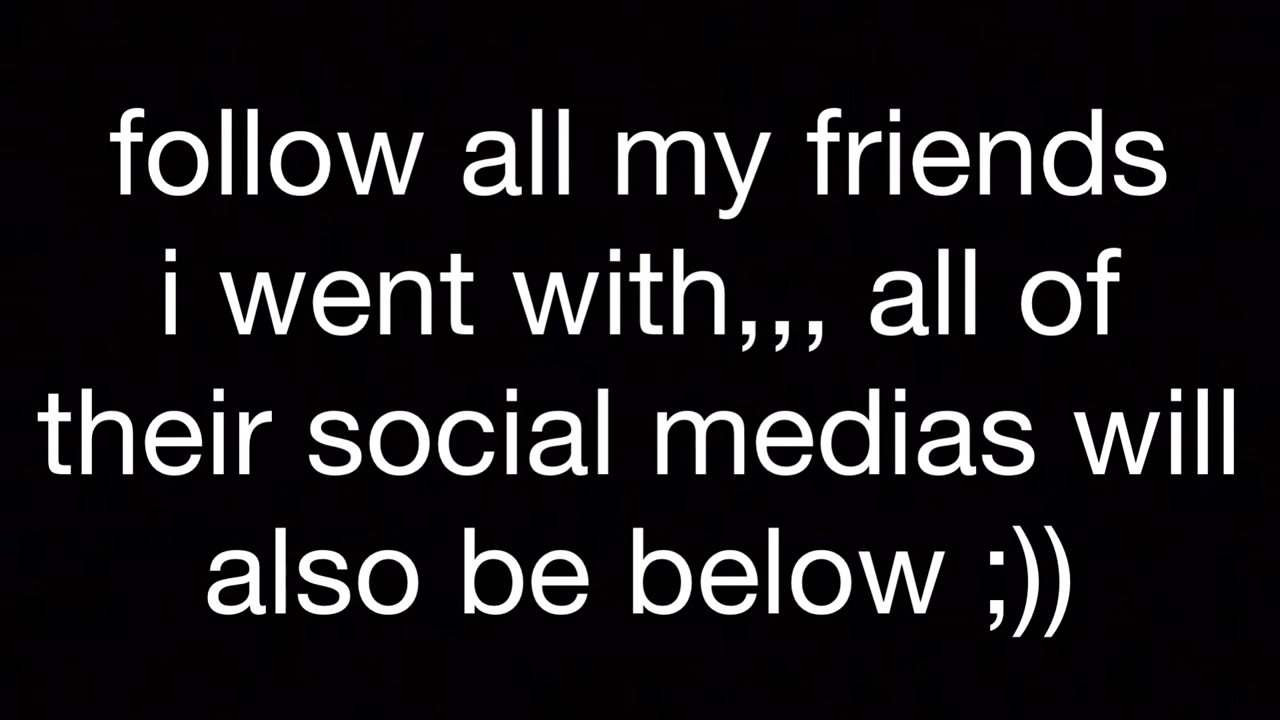 follow all my friends
i went with,,, all of
their social medias will
also be below ;))